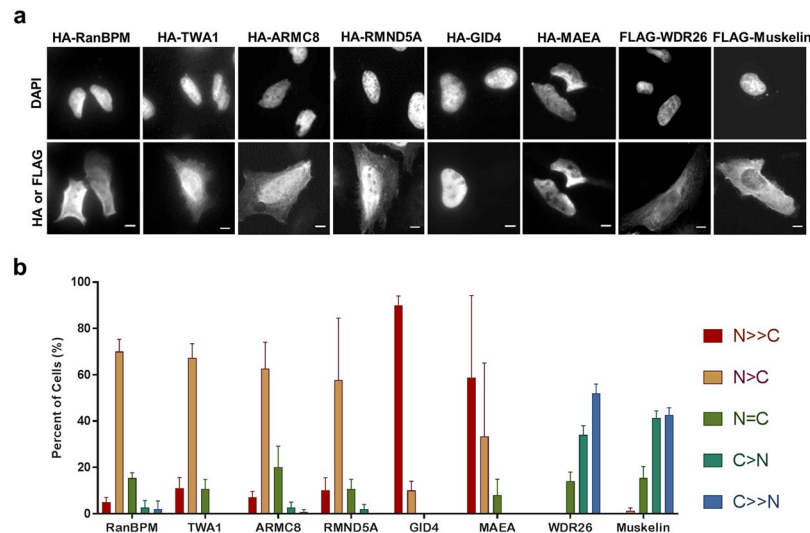 a
HA-RanBPM HA-TWA1 HA-ARMC8 HA-RMND5A HA-GID4 HA-MAEA FLAG-WDR26 FLAG-Muskelin
DAPI
HA or FLAG
b
Percent of Cells (%)
100
80
60
40
20
0
RanBPM TWA1 ARMC8 RMND5A GID4 MAEA WDR26 Muskelin
N>>C
N>C
N=C
C>N
C>>N